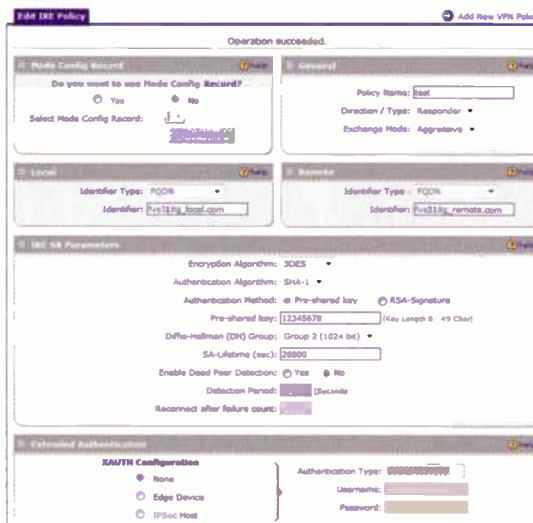 Edit IKE Policy
Add New VPN Polic
Operation succeeded.
Mode Config Record
help
General
help
Do you want to use Mode Config Record?
Yes
No
Select Mode Config Record:
Policy Name: test
Direction / Type: Responder
Exchange Mode: Aggressive
Local
help
Remote
help
Identifier Type: FQDN
Identifier: fvs318g_local.com
Identifier Type: FQDN
Identifier: fvs318g_remote.com
IKE SA Parameters
help
Encryption Algorithm: 3DES
Authentication Algorithm: SHA-1
Authentication Method: Pre-shared key RSA-Signature
Pre-shared key: 12345678 (Key Length 8 - 49 Char)
Diffie-Hellman (DH) Group: Group 2 (1024 bit)
SA-Lifetime (sec): 28800
Enable Dead Peer Detection: Yes No
Detection Period: (Seconds
Reconnect after failure count:
Extended Authentication
help
XAUTH Configuration
None
Edge Device
IPSec Host
Authentication Type:
Username:
Password: